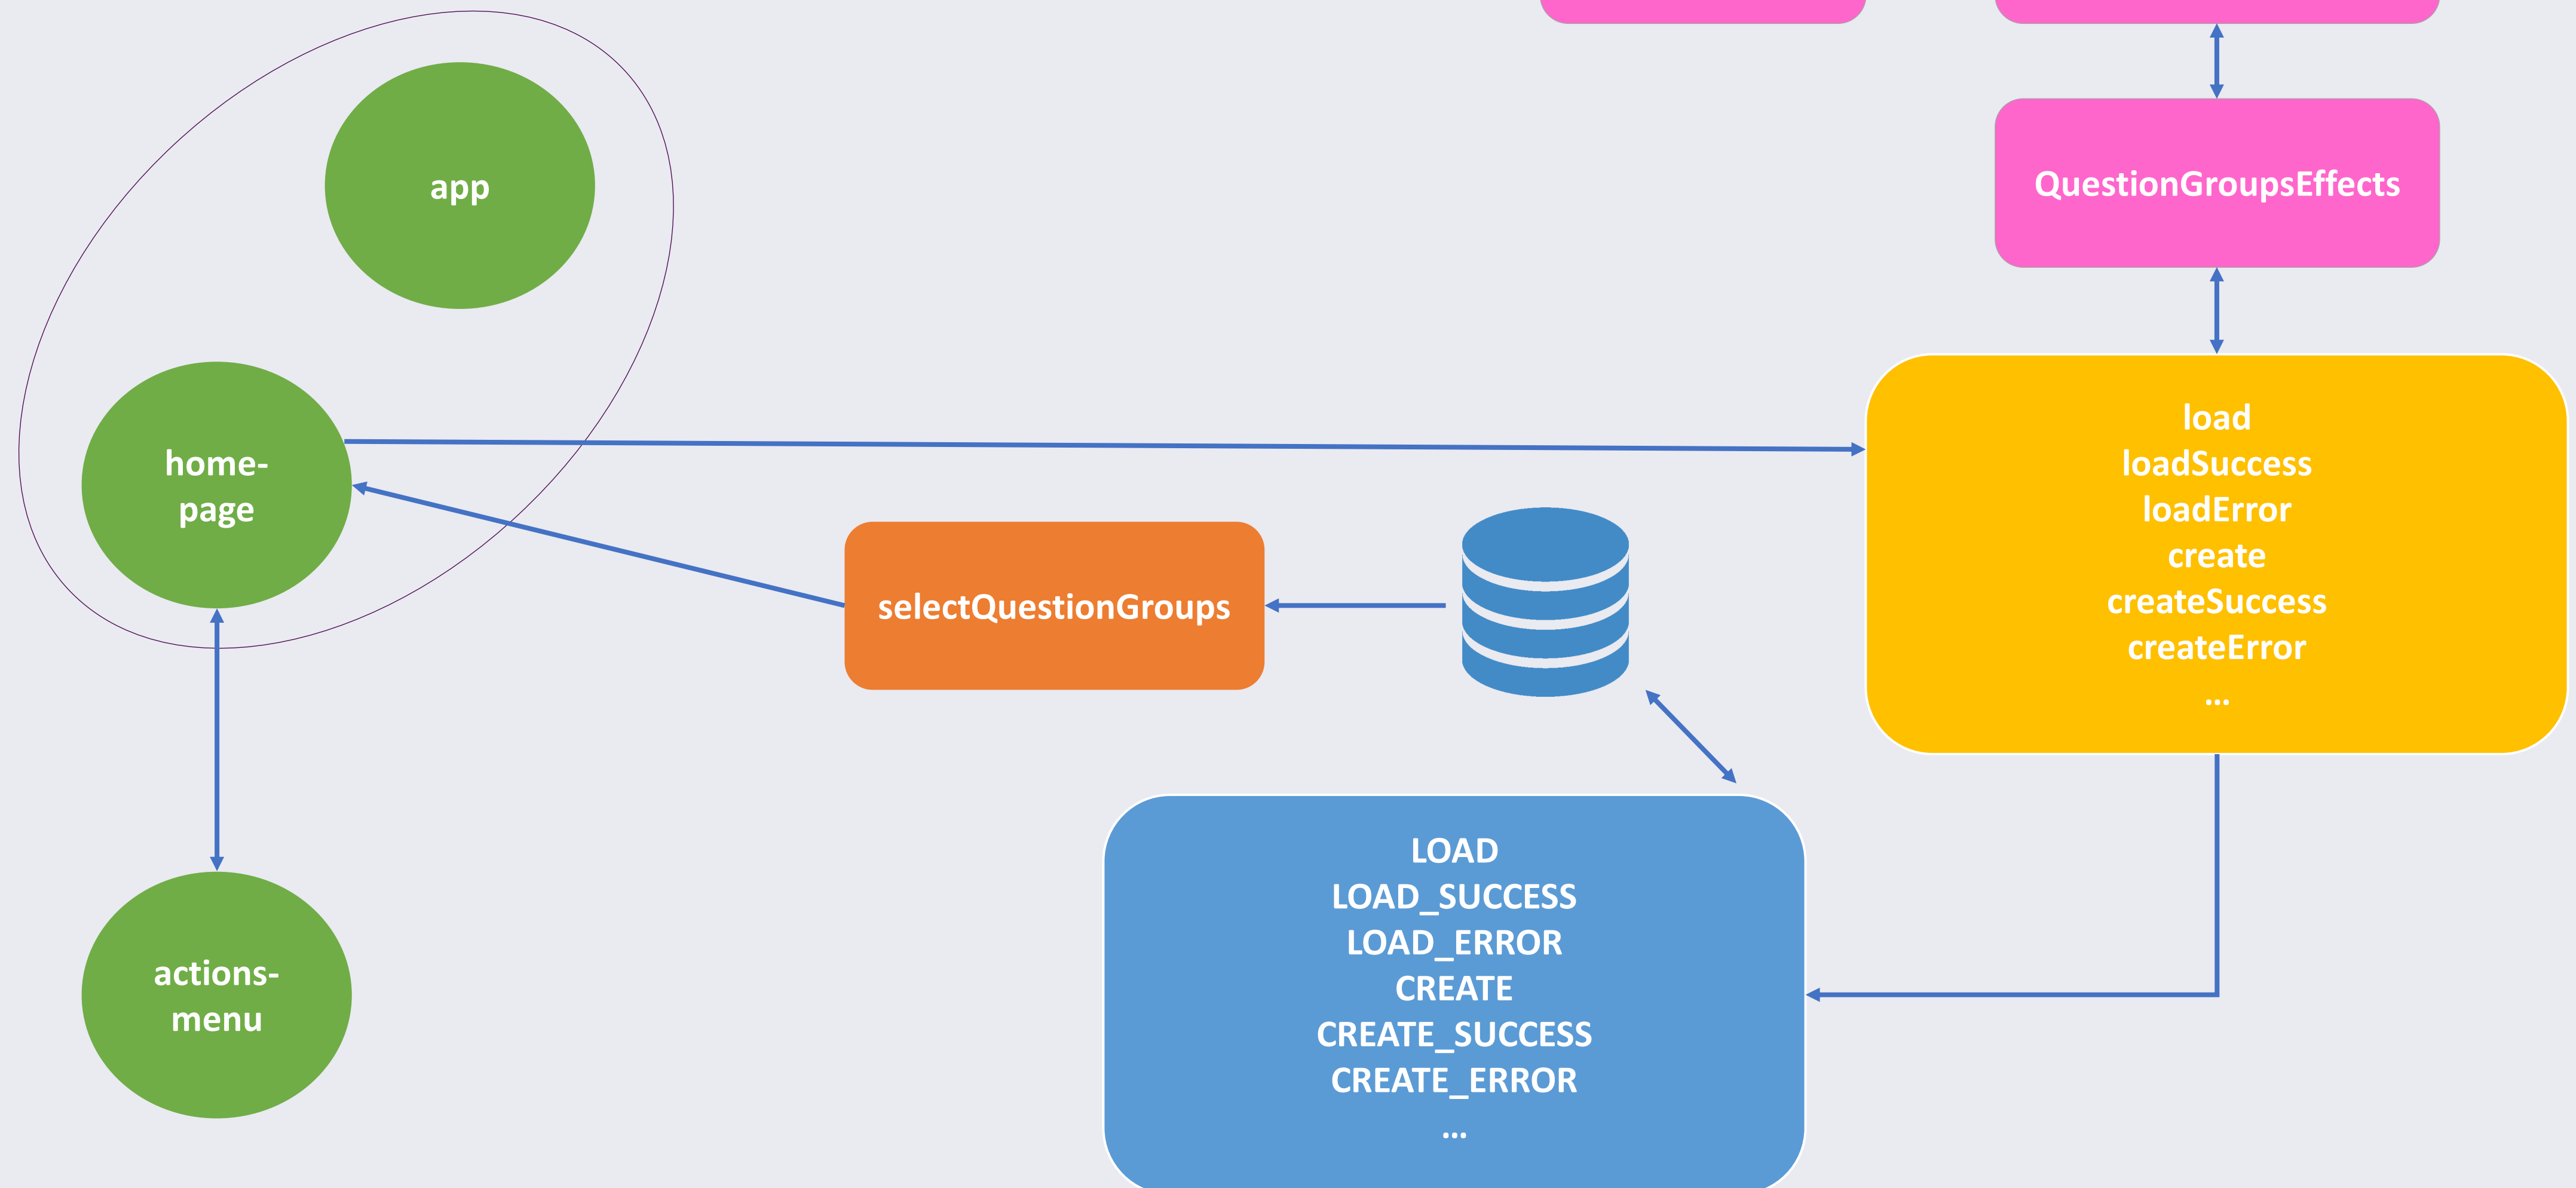 app
QuestionGroupsEffects
home-
page
load
loadSuccess
loadError
create
createSuccess
createError
...
selectQuestionGroups
LOAD
LOAD_SUCCESS
LOAD_ERROR
CREATE
CREATE_SUCCESS
CREATE_ERROR
...
actions-
menu